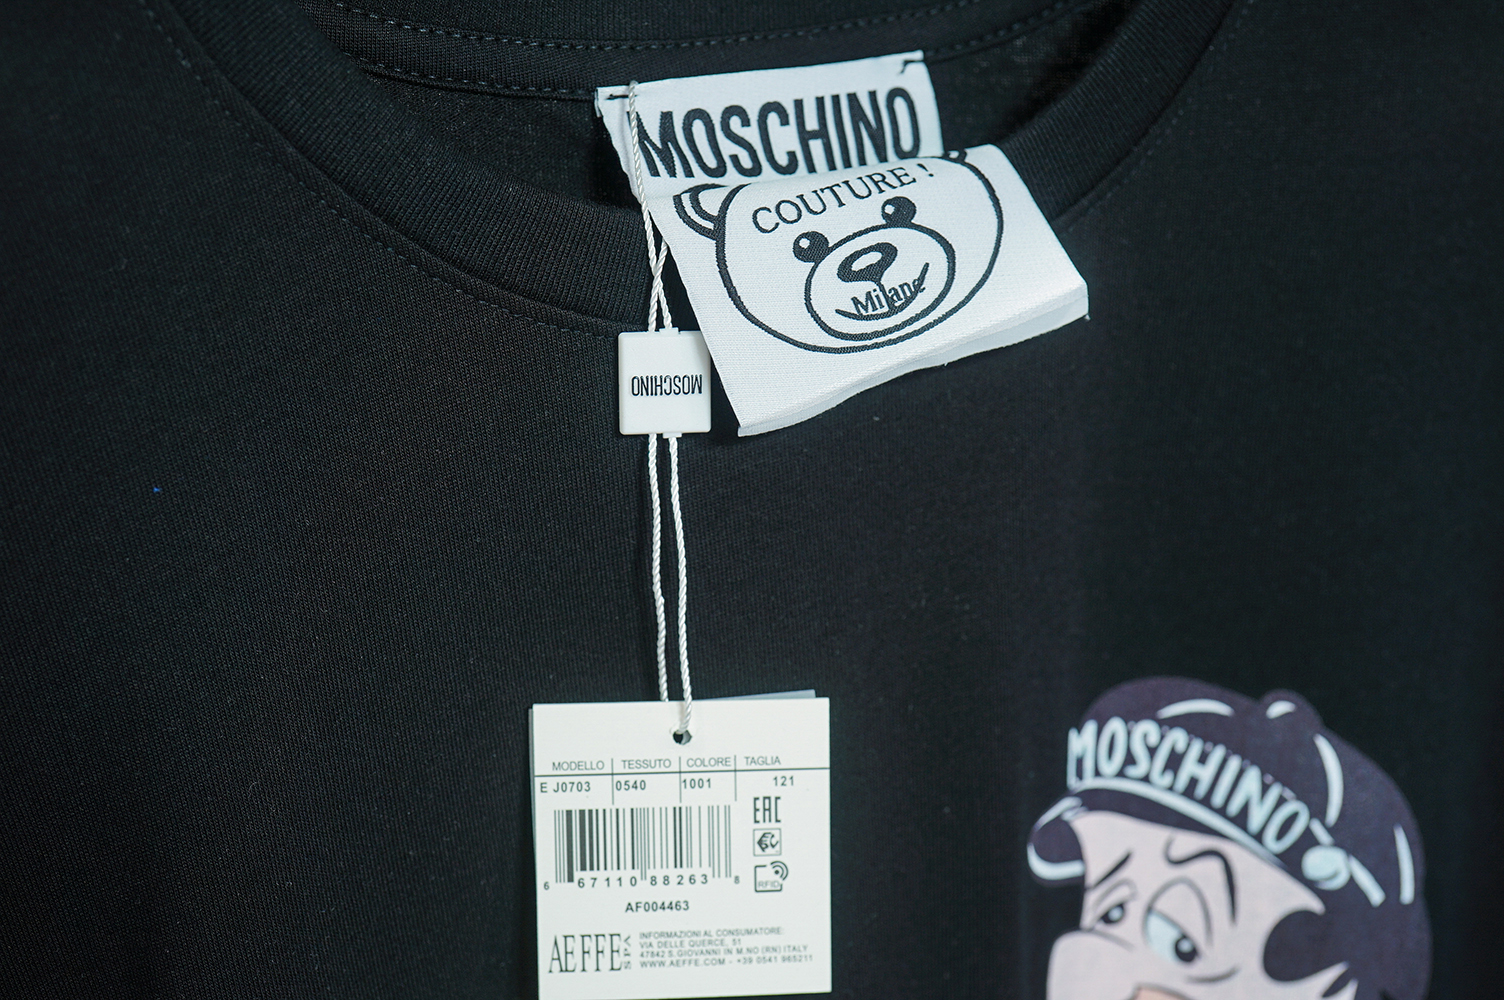 MOSCHINO
COUTURE!
Milano
MOSCHINO
MODELLO TESSUTO COLORE TAGLIA
E J0703 0540 1001 121
EAC
RFID
6 67110 88263 8
AF004463
AEFFE SPA
INFORMAZIONI AL CONSUMATORE:
VIA DELLE QUERCE, 51
47842 S.GIOVANNI IN M.NO (RN) ITALY
WWW.AEFFE.COM - +39 0541 965211
MOSCHINO